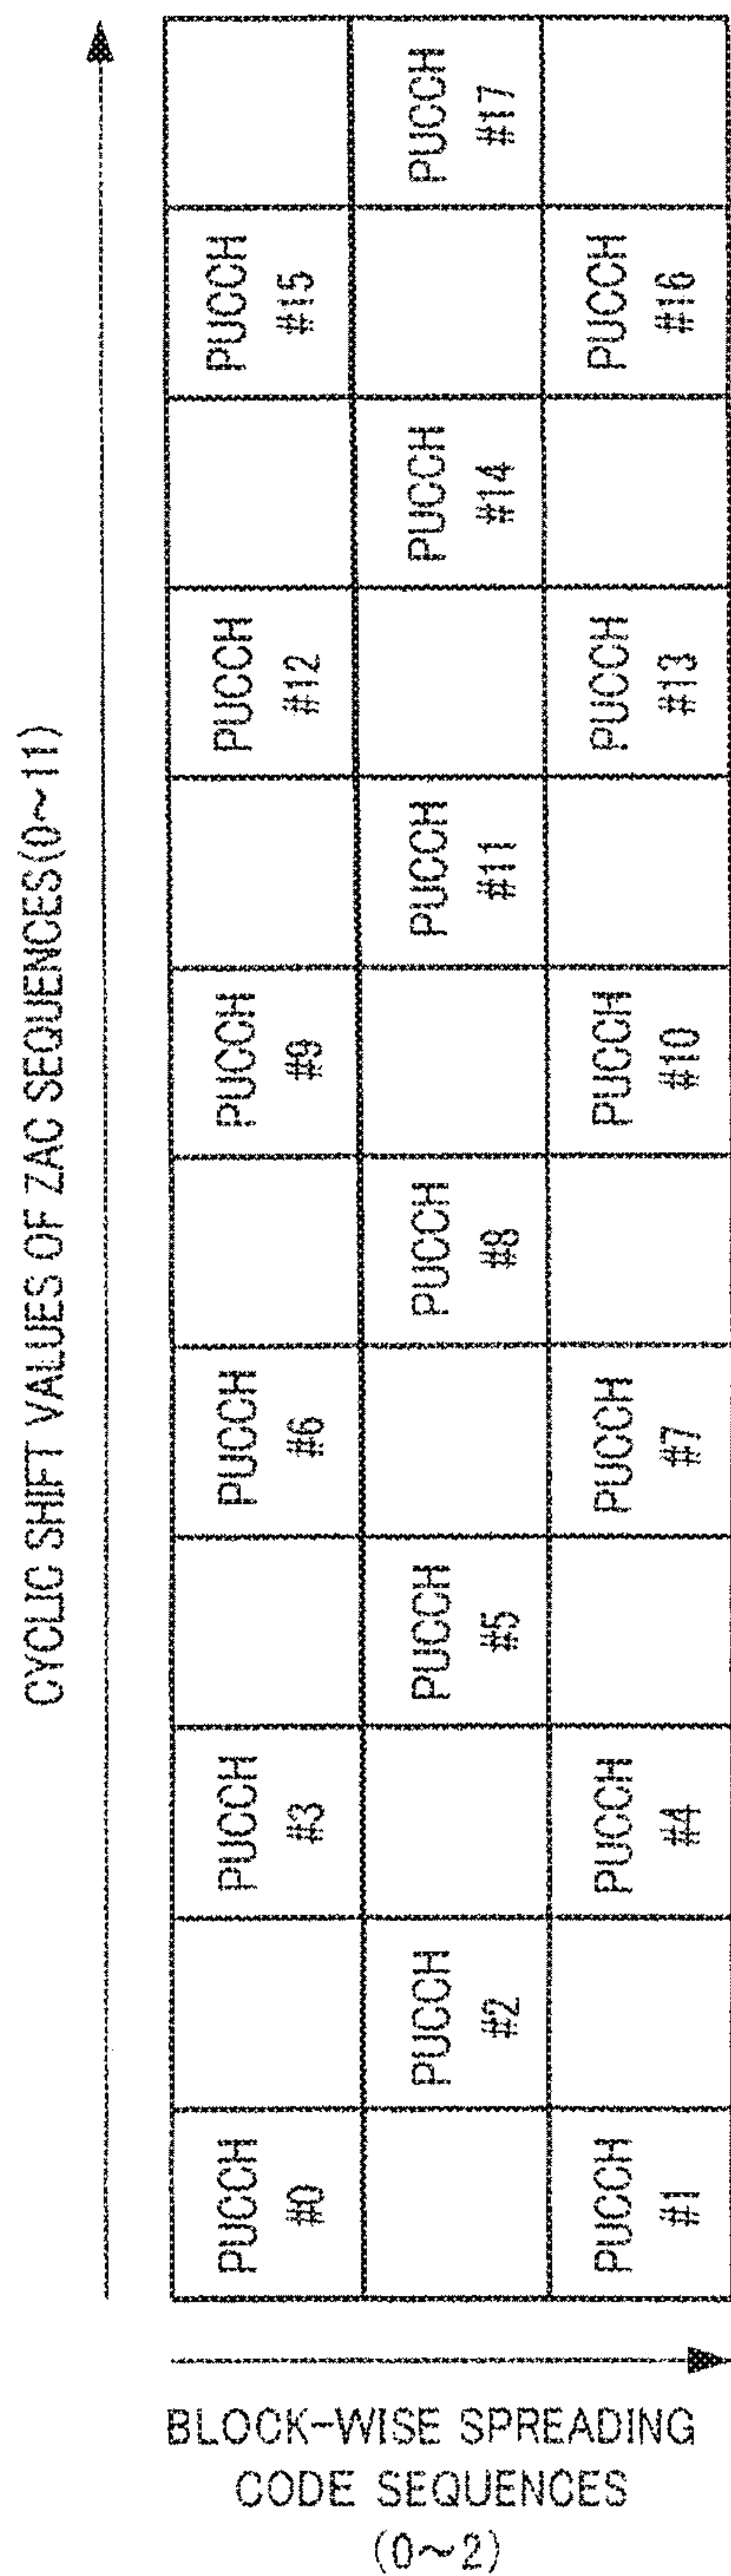 CYCLIC SHIFT VALUES OF ZAC SEQUENCES(0~11)
PUCCH
#0
PUCCH
#3
PUCCH
#6
PUCCH
#9
PUCCH
#12
PUCCH
#15
PUCCH
#2
PUCCH
#5
PUCCH
#8
PUCCH
#11
PUCCH
#14
PUCCH
#17
PUCCH
#1
PUCCH
#4
PUCCH
#7
PUCCH
#10
PUCCH
#13
PUCCH
#16
BLOCK-WISE SPREADING
CODE SEQUENCES
(0~2)